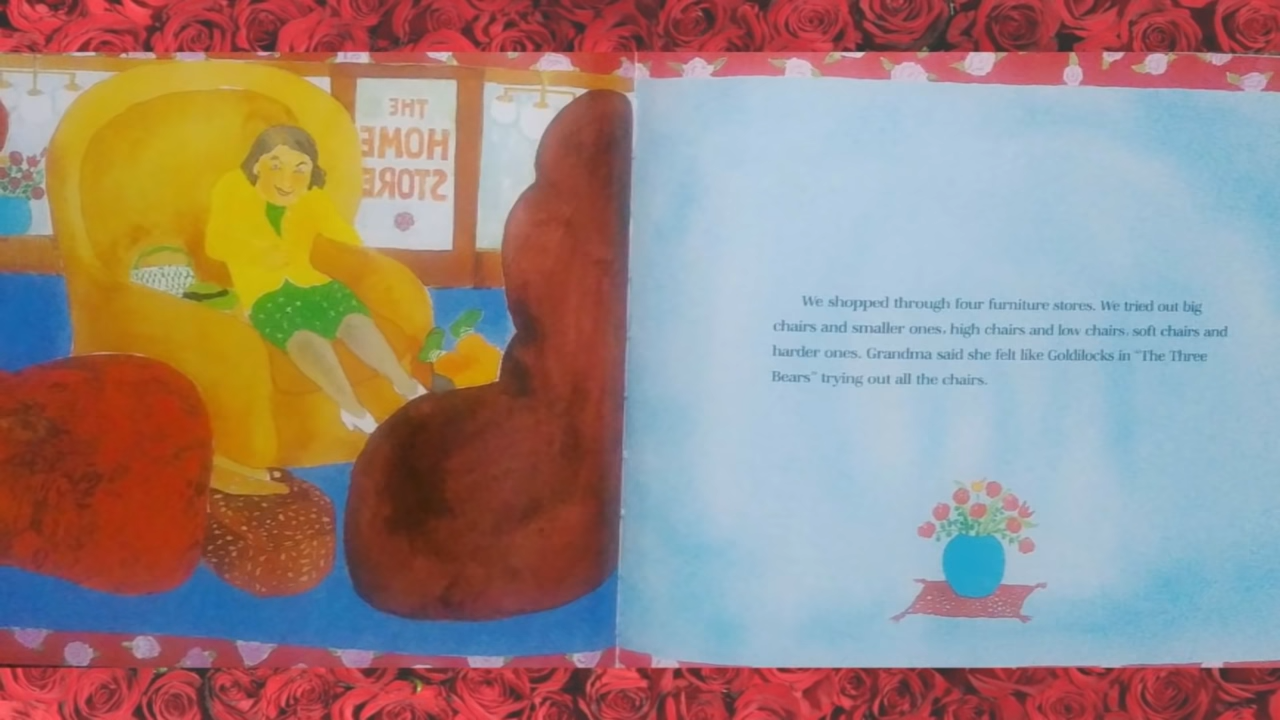 THE
HOME
STORE
We shopped through four furniture stores. We tried out big
chairs and smaller ones, high chairs and low chairs, soft chairs and
harder ones. Grandma said she felt like Goldilocks in "The Three
Bears" trying out all the chairs.